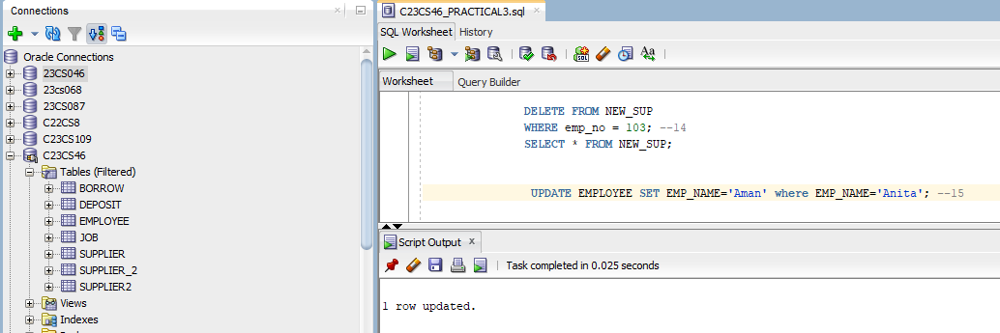 Connections
Oracle Connections
23CS046
23cs068
23CS087
C22CS8
C23CS109
C23CS46
Tables (Filtered)
BORROW
DEPOSIT
EMPLOYEE
JOB
SUPPLIER
SUPPLIER_2
SUPPLIER2
Views
Indexes
C23CS46_PRACTICAL3.sql
SQL Worksheet History
SQL Aa
Worksheet Query Builder
DELETE FROM NEW_SUP
WHERE emp_no = 103; --14
SELECT * FROM NEW_SUP;
UPDATE EMPLOYEE SET EMP_NAME='Aman' where EMP_NAME='Anita'; --15
Script Output x
Task completed in 0.025 seconds
1 row updated.